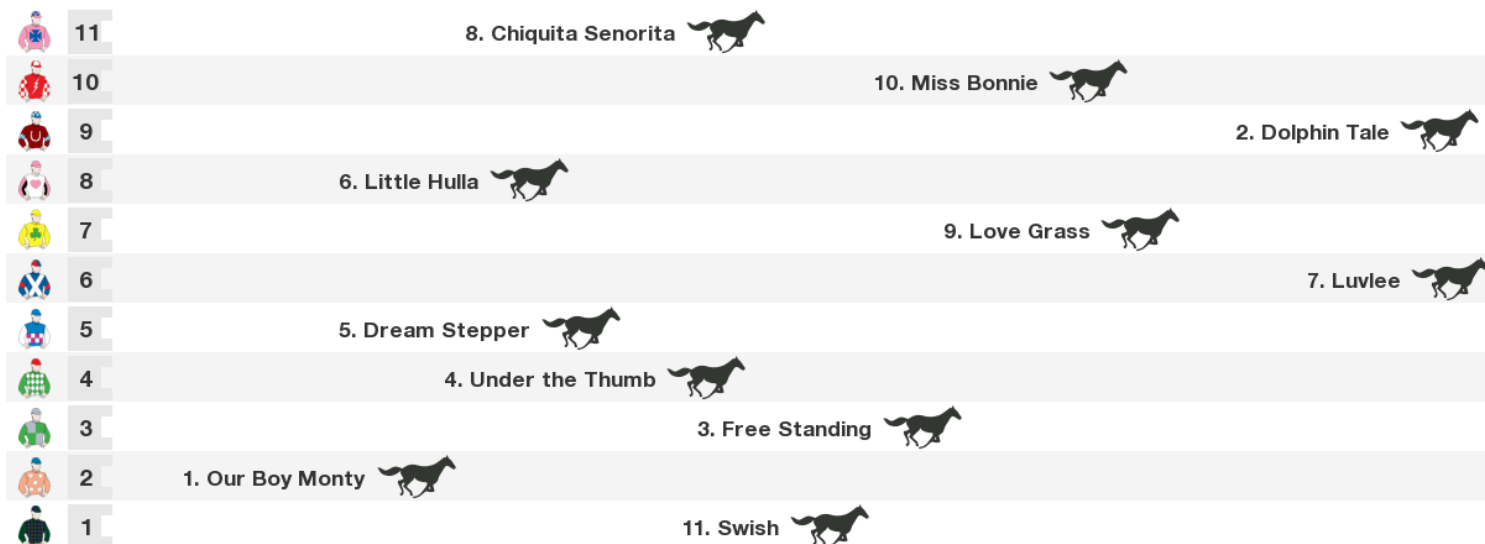 11 8. Chiquita Senorita
10 10. Miss Bonnie
9 2. Dolphin Tale
8 6. Little Hulla
7 9. Love Grass
6 7. Luvlee
5 5. Dream Stepper
4 4. Under the Thumb
3 3. Free Standing
2 1. Our Boy Monty
1 11. Swish